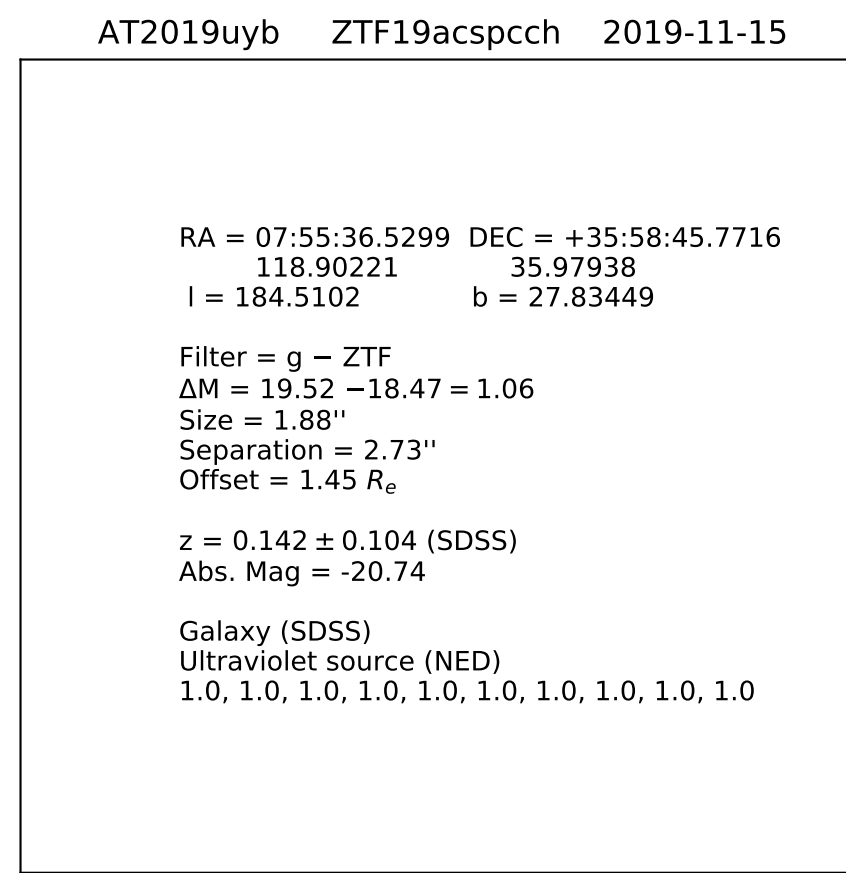 AT2019uyb ZTF19acspcch 2019-11-15
RA = 07:55:36.5299 DEC = +35:58:45.7716
118.90221 35.97938
l = 184.5102 b = 27.83449
Filter = g − ZTF
ΔM = 19.52 −18.47 = 1.06
Size = 1.88''
Separation = 2.73''
Offset = 1.45 Re
z = 0.142 ± 0.104 (SDSS)
Abs. Mag = -20.74
Galaxy (SDSS)
Ultraviolet source (NED)
1.0, 1.0, 1.0, 1.0, 1.0, 1.0, 1.0, 1.0, 1.0, 1.0